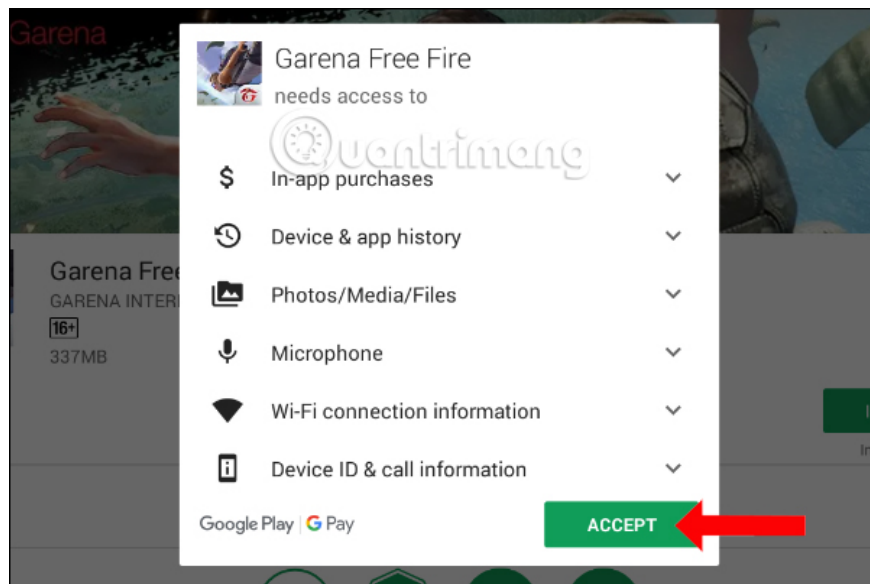 Garena
Garena Free Fire
needs access to
Quantrimang
$ In-app purchases
Device & app history
Photos/Media/Files
Microphone
Wi-Fi connection information
Device ID & call information
Google Play | G Pay
ACCEPT
Garena Free
GARENA INTER
16+
337MB